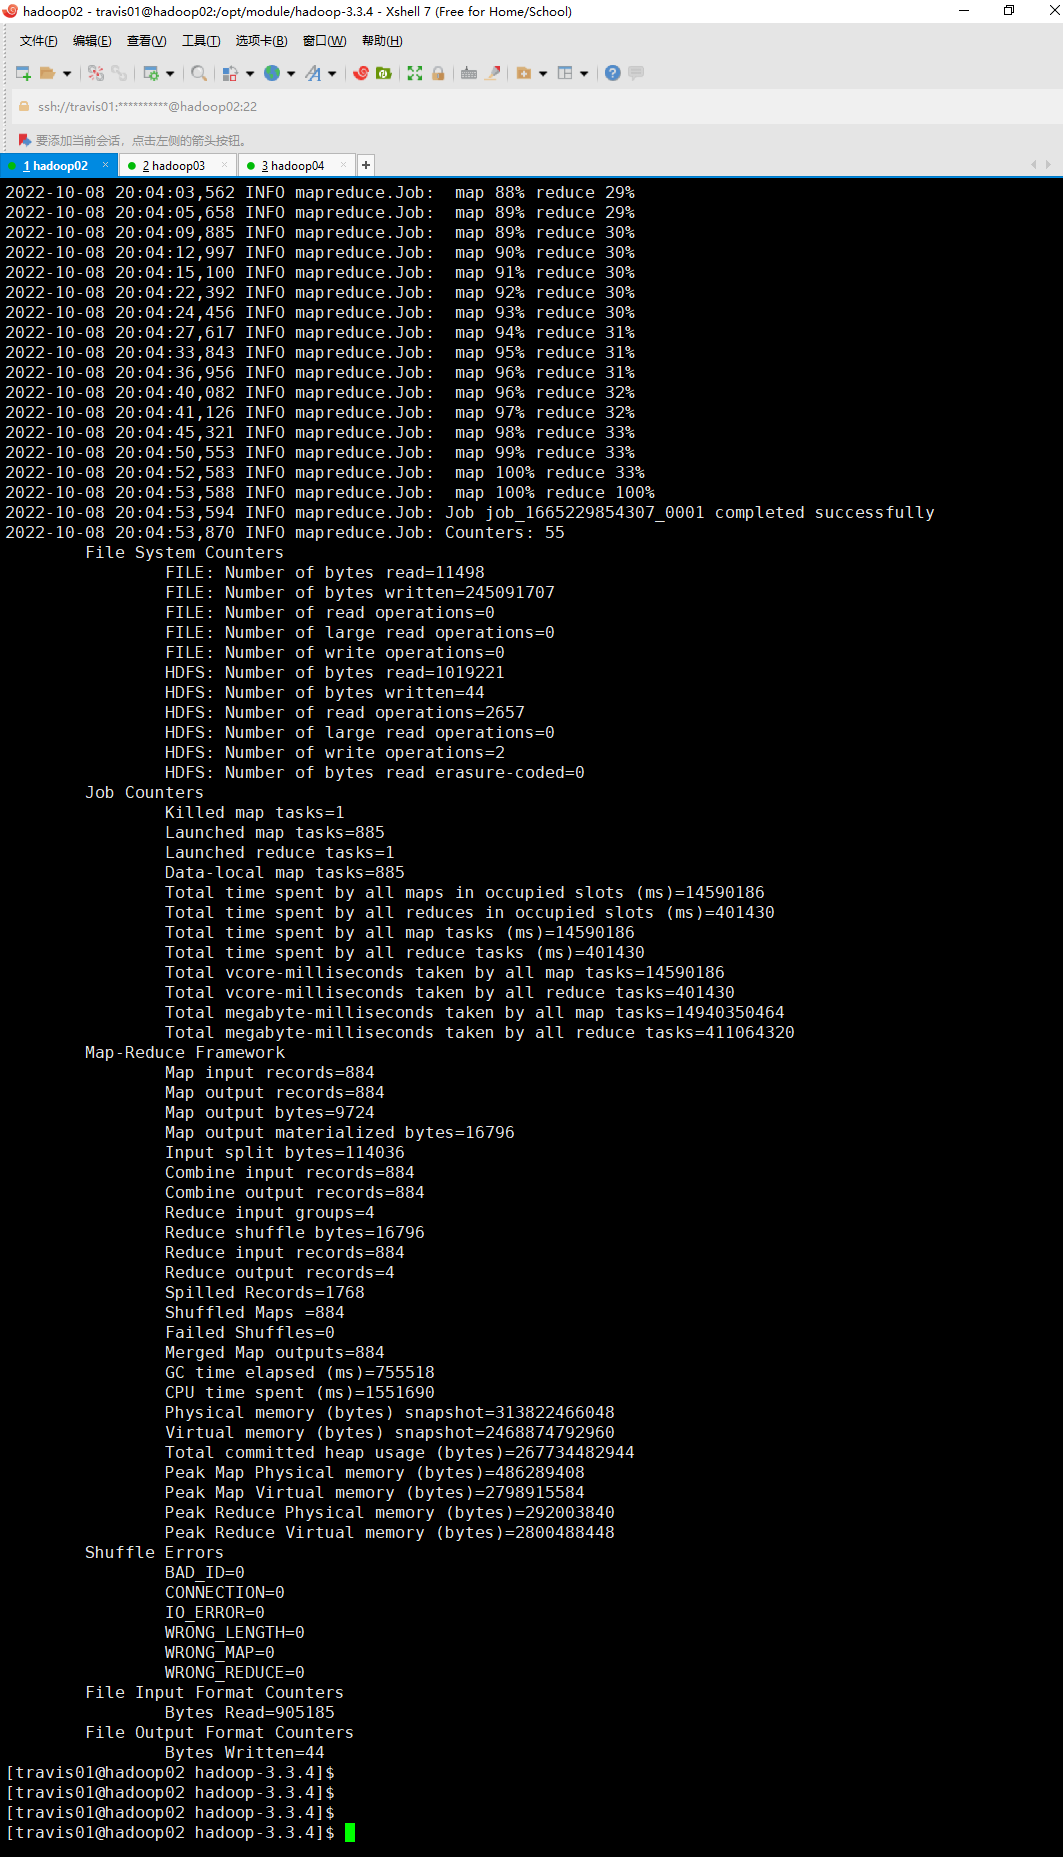 hadoop02 - travis01@hadoop02:/opt/module/hadoop-3.3.4 - Xshell 7 (Free for Home/School)
文件(F) 编辑(E) 查看(V) 工具(T) 选项卡(B) 窗口(W) 帮助(H)
ssh://travis01:**********@hadoop02:22
要添加当前会话，点击左侧的箭头按钮。
1 hadoop02 × 2 hadoop03 × 3 hadoop04 × +
2022-10-08 20:04:03,562 INFO mapreduce.Job:  map 88% reduce 29%
2022-10-08 20:04:05,658 INFO mapreduce.Job:  map 89% reduce 29%
2022-10-08 20:04:09,885 INFO mapreduce.Job:  map 89% reduce 30%
2022-10-08 20:04:12,997 INFO mapreduce.Job:  map 90% reduce 30%
2022-10-08 20:04:15,100 INFO mapreduce.Job:  map 91% reduce 30%
2022-10-08 20:04:22,392 INFO mapreduce.Job:  map 92% reduce 30%
2022-10-08 20:04:24,456 INFO mapreduce.Job:  map 93% reduce 30%
2022-10-08 20:04:27,617 INFO mapreduce.Job:  map 94% reduce 31%
2022-10-08 20:04:33,843 INFO mapreduce.Job:  map 95% reduce 31%
2022-10-08 20:04:36,956 INFO mapreduce.Job:  map 96% reduce 31%
2022-10-08 20:04:40,082 INFO mapreduce.Job:  map 96% reduce 32%
2022-10-08 20:04:41,126 INFO mapreduce.Job:  map 97% reduce 32%
2022-10-08 20:04:45,321 INFO mapreduce.Job:  map 98% reduce 33%
2022-10-08 20:04:50,553 INFO mapreduce.Job:  map 99% reduce 33%
2022-10-08 20:04:52,583 INFO mapreduce.Job:  map 100% reduce 33%
2022-10-08 20:04:53,588 INFO mapreduce.Job:  map 100% reduce 100%
2022-10-08 20:04:53,594 INFO mapreduce.Job: Job job_1665229854307_0001 completed successfully
2022-10-08 20:04:53,870 INFO mapreduce.Job: Counters: 55
File System Counters
FILE: Number of bytes read=11498
FILE: Number of bytes written=245091707
FILE: Number of read operations=0
FILE: Number of large read operations=0
FILE: Number of write operations=0
HDFS: Number of bytes read=1019221
HDFS: Number of bytes written=44
HDFS: Number of read operations=2657
HDFS: Number of large read operations=0
HDFS: Number of write operations=2
HDFS: Number of bytes read erasure-coded=0
Job Counters
Killed map tasks=1
Launched map tasks=885
Launched reduce tasks=1
Data-local map tasks=885
Total time spent by all maps in occupied slots (ms)=14590186
Total time spent by all reduces in occupied slots (ms)=401430
Total time spent by all map tasks (ms)=14590186
Total time spent by all reduce tasks (ms)=401430
Total vcore-milliseconds taken by all map tasks=14590186
Total vcore-milliseconds taken by all reduce tasks=401430
Total megabyte-milliseconds taken by all map tasks=14940350464
Total megabyte-milliseconds taken by all reduce tasks=411064320
Map-Reduce Framework
Map input records=884
Map output records=884
Map output bytes=9724
Map output materialized bytes=16796
Input split bytes=114036
Combine input records=884
Combine output records=884
Reduce input groups=4
Reduce shuffle bytes=16796
Reduce input records=884
Reduce output records=4
Spilled Records=1768
Shuffled Maps =884
Failed Shuffles=0
Merged Map outputs=884
GC time elapsed (ms)=755518
CPU time spent (ms)=1551690
Physical memory (bytes) snapshot=313822466048
Virtual memory (bytes) snapshot=2468874792960
Total committed heap usage (bytes)=267734482944
Peak Map Physical memory (bytes)=486289408
Peak Map Virtual memory (bytes)=2798915584
Peak Reduce Physical memory (bytes)=292003840
Peak Reduce Virtual memory (bytes)=2800488448
Shuffle Errors
BAD_ID=0
CONNECTION=0
IO_ERROR=0
WRONG_LENGTH=0
WRONG_MAP=0
WRONG_REDUCE=0
File Input Format Counters
Bytes Read=905185
File Output Format Counters
Bytes Written=44
[travis01@hadoop02 hadoop-3.3.4]$
[travis01@hadoop02 hadoop-3.3.4]$
[travis01@hadoop02 hadoop-3.3.4]$
[travis01@hadoop02 hadoop-3.3.4]$